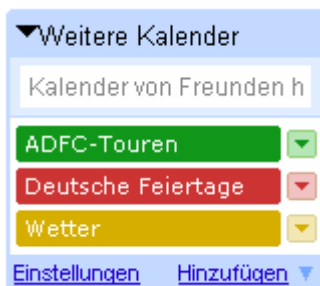 Weitere Kalender
Kalender von Freunden h
ADFC-Touren
Deutsche Feiertage
Wetter
Einstellungen Hinzufügen